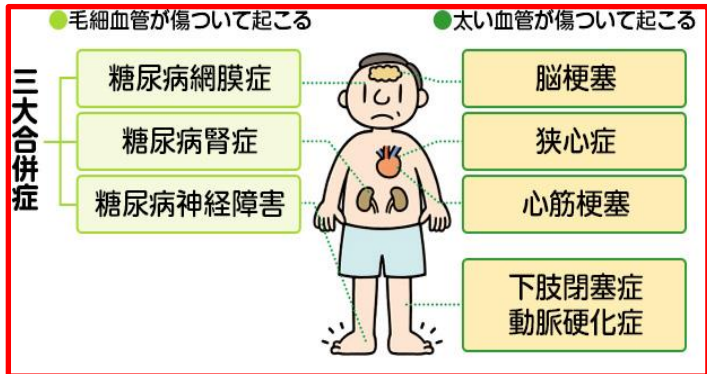 ●毛細血管が傷ついて起こる
●太い血管が傷ついて起こる
三大合併症
糖尿病網膜症
糖尿病腎症
糖尿病神経障害
脳梗塞
狭心症
心筋梗塞
下肢閉塞症
動脈硬化症